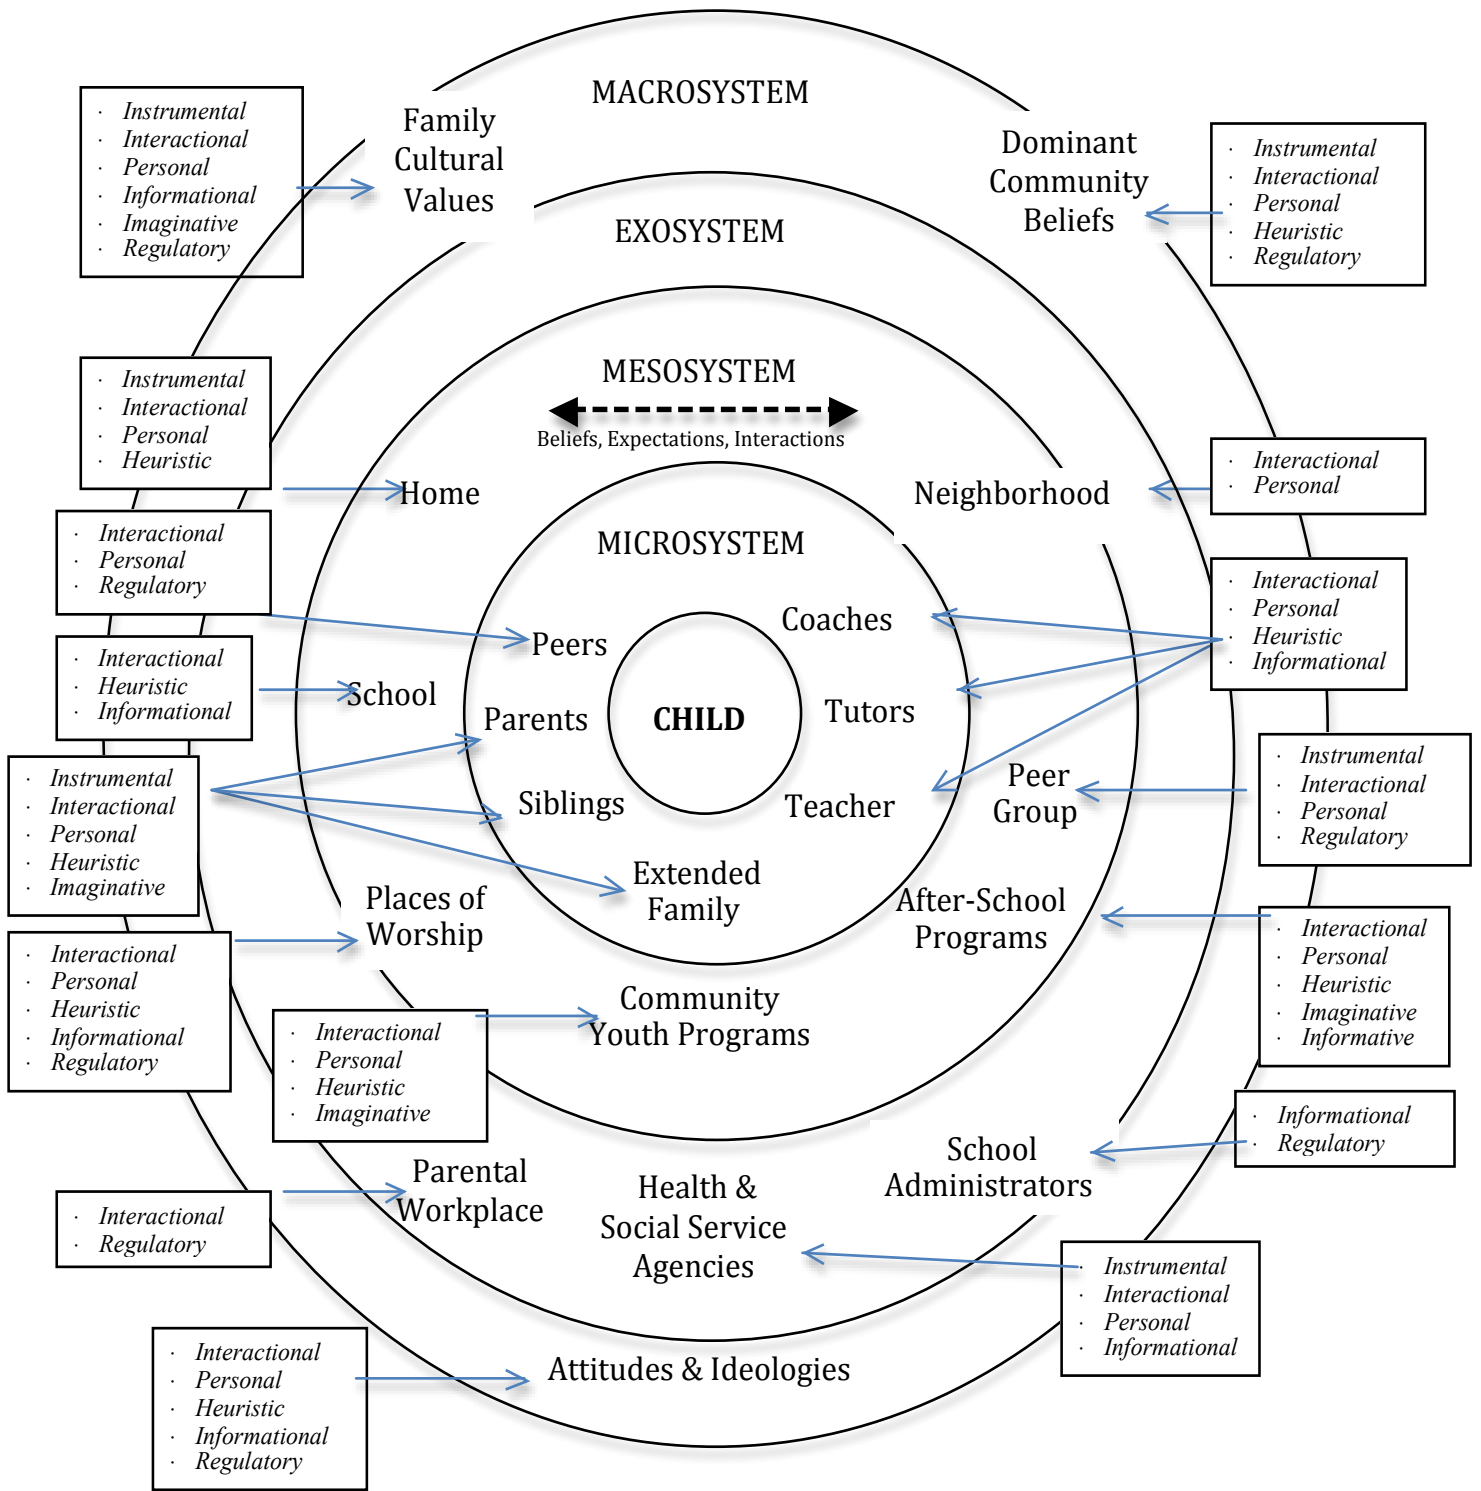 MACROSYSTEM
Family
Cultural
Values
Dominant
Community
Beliefs
· Instrumental
· Interactional
· Personal
· Informational
· Imaginative
· Regulatory
· Instrumental
· Interactional
· Personal
· Heuristic
· Regulatory
EXOSYSTEM
MESOSYSTEM
Beliefs, Expectations, Interactions
· Instrumental
· Interactional
· Personal
· Heuristic
Home
Neighborhood
· Interactional
· Personal
MICROSYSTEM
· Interactional
· Personal
· Regulatory
Peers
Coaches
· Interactional
· Personal
· Heuristic
· Informational
· Interactional
· Heuristic
· Informational
School
Parents
CHILD
Tutors
· Instrumental
· Interactional
· Personal
· Heuristic
· Imaginative
Siblings
Teacher
Peer
Group
· Instrumental
· Interactional
· Personal
· Regulatory
Extended
Family
Places of
Worship
After-School
Programs
· Interactional
· Personal
· Heuristic
· Imaginative
· Informative
· Interactional
· Personal
· Heuristic
· Informational
· Regulatory
Community
Youth Programs
· Interactional
· Personal
· Heuristic
· Imaginative
· Informational
· Regulatory
School
Administrators
Parental
Workplace
Health &
Social Service
Agencies
· Interactional
· Regulatory
· Instrumental
· Interactional
· Personal
· Informational
Attitudes & Ideologies
· Interactional
· Personal
· Heuristic
· Informational
· Regulatory